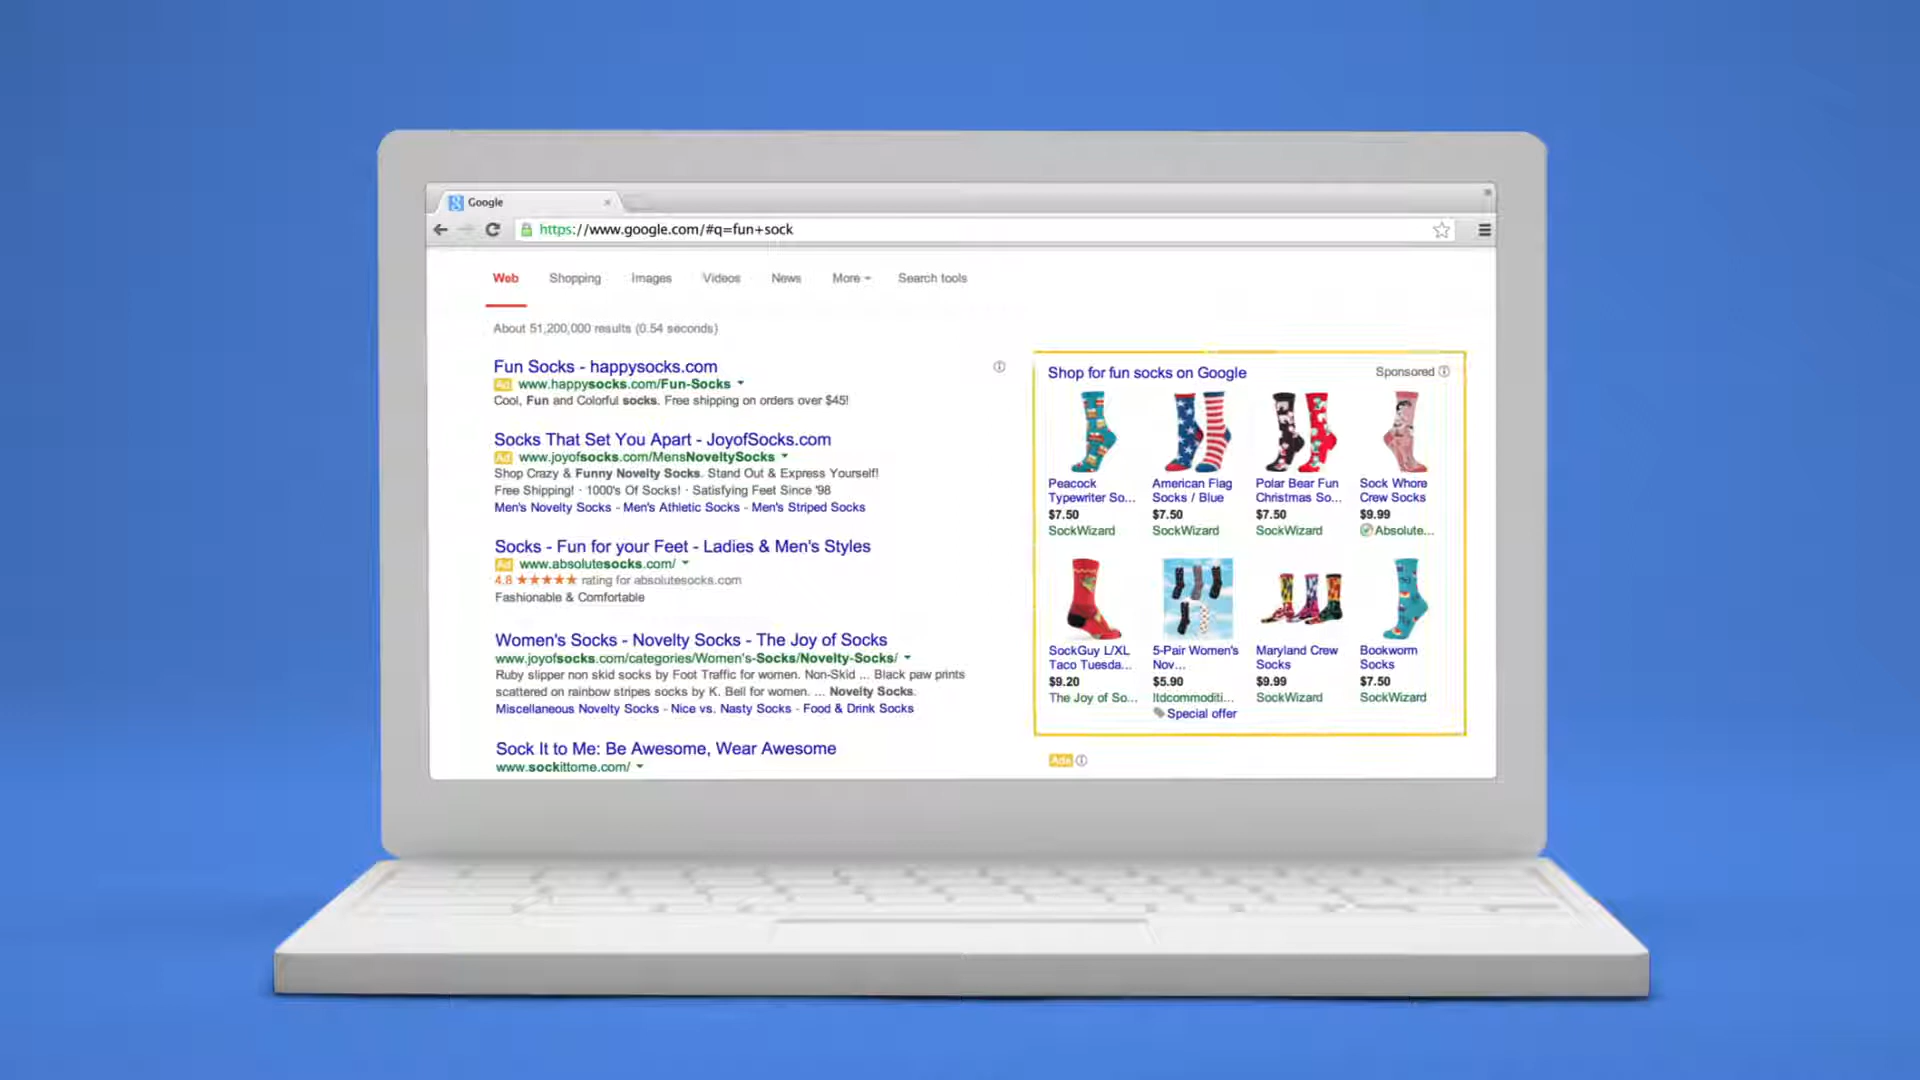 Google
https://www.google.com/#q=fun+sock
Web Shopping Images Videos News More Search tools
About 51,200,000 results (0.54 seconds)
Fun Socks - happysocks.com
Ad www.happysocks.com/Fun-Socks
Cool, Fun and Colorful socks. Free shipping on orders over $45!
Socks That Set You Apart - JoyofSocks.com
Ad www.joyofsocks.com/MensNoveltySocks
Shop Crazy & Funny Novelty Socks. Stand Out & Express Yourself!
Free Shipping! · 1000's Of Socks! · Satisfying Feet Since '98
Men's Novelty Socks - Men's Athletic Socks - Men's Striped Socks
Socks - Fun for your Feet - Ladies & Men's Styles
Ad www.absolutesocks.com/
4.8 ★★★★★ rating for absolutesocks.com
Fashionable & Comfortable
Women's Socks - Novelty Socks - The Joy of Socks
www.joyofsocks.com/categories/Women's-Socks/Novelty-Socks/
Ruby slipper non skid socks by Foot Traffic for women. Non-Skid ... Black paw prints
scattered on rainbow stripes socks by K. Bell for women. ... Novelty Socks.
Miscellaneous Novelty Socks - Nice vs. Nasty Socks - Food & Drink Socks
Sock It to Me: Be Awesome, Wear Awesome
www.sockittome.com/
Shop for fun socks on Google
Sponsored
Peacock
Typewriter So...
$7.50
SockWizard
American Flag
Socks / Blue
$7.50
SockWizard
Polar Bear Fun
Christmas So...
$7.50
SockWizard
Sock Whore
Crew Socks
$9.99
Absolute...
SockGuy L/XL
Taco Tuesda...
$9.20
The Joy of So...
5-Pair Women's
Nov...
$5.90
ltdcommoditi...
Special offer
Maryland Crew
Socks
$9.99
SockWizard
Bookworm
Socks
$7.50
SockWizard
Ads